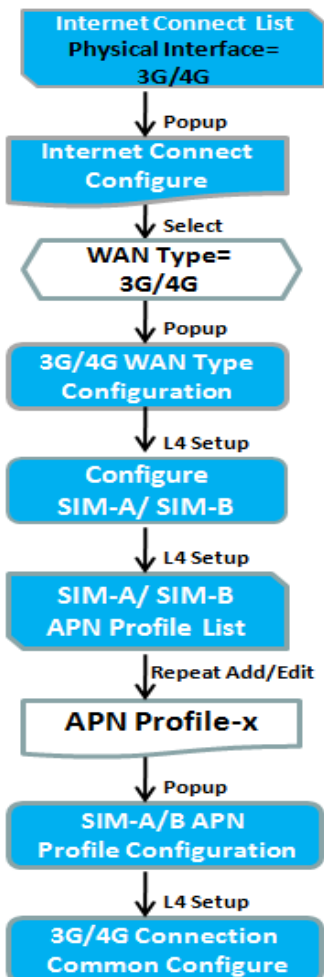 Internet Connect List
Physical Interface=
3G/4G
Popup
Internet Connect
Configure
Select
WAN Type=
3G/4G
Popup
3G/4G WAN Type
Configuration
L4 Setup
Configure
SIM-A/ SIM-B
L4 Setup
SIM-A/ SIM-B
APN Profile List
Repeat Add/Edit
APN Profile-x
Popup
SIM-A/B APN
Profile Configuration
L4 Setup
3G/4G Connection
Common Configure